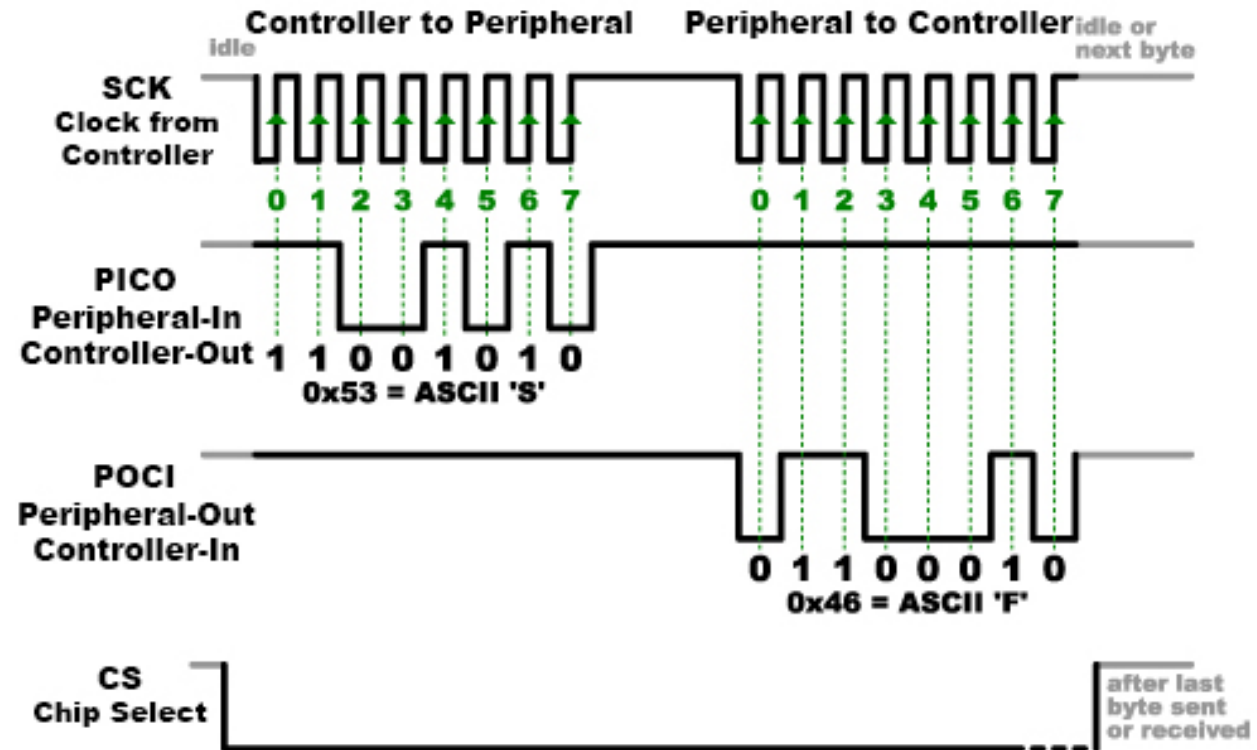 Controller to Peripheral
Peripheral to Controller
idle
idle or
next byte
SCK
Clock from
Controller
0 1 2 3 4 5 6 7
0 1 2 3 4 5 6 7
PICO
Peripheral-In
Controller-Out
1 1 0 0 1 0 1 0
0x53 = ASCII 'S'
POCI
Peripheral-Out
Controller-In
0 1 1 0 0 0 1 0
0x46 = ASCII 'F'
CS
Chip Select
after last
byte sent
or received